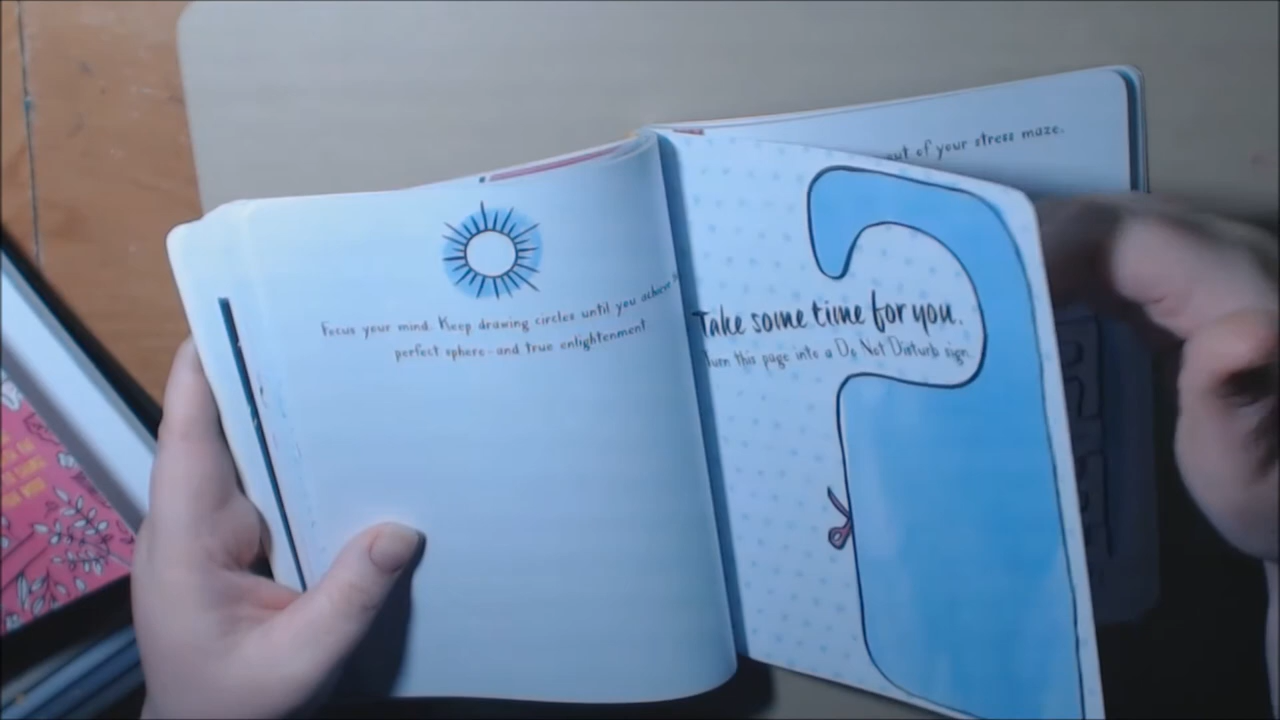 Focus your mind. Keep drawing circles until you achieve
perfect sphere-and true enlightenment
Take some time for you.
Turn this page into a Do Not Disturb sign.
out of your stress maze.